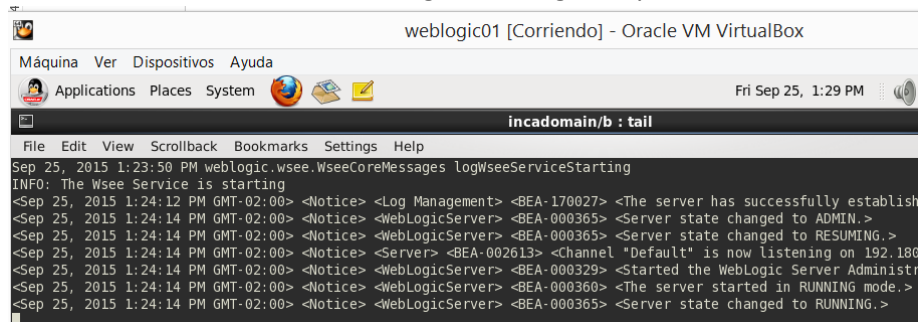 weblogic01 [Corriendo] - Oracle VM VirtualBox
Máquina Ver Dispositivos Ayuda
Applications Places System Fri Sep 25, 1:29 PM
incadomain/b : tail
File Edit View Scrollback Bookmarks Settings Help
Sep 25, 2015 1:23:50 PM weblogic.wsee.WseeCoreMessages logWseeServiceStarting
INFO: The Wsee Service is starting
<Sep 25, 2015 1:24:12 PM GMT-02:00> <Notice> <Log Management> <BEA-170027> <The server has successfully establish
<Sep 25, 2015 1:24:14 PM GMT-02:00> <Notice> <WebLogicServer> <BEA-000365> <Server state changed to ADMIN.>
<Sep 25, 2015 1:24:14 PM GMT-02:00> <Notice> <WebLogicServer> <BEA-000365> <Server state changed to RESUMING.>
<Sep 25, 2015 1:24:14 PM GMT-02:00> <Notice> <Server> <BEA-002613> <Channel "Default" is now listening on 192.180
<Sep 25, 2015 1:24:14 PM GMT-02:00> <Notice> <WebLogicServer> <BEA-000329> <Started the WebLogic Server Administr
<Sep 25, 2015 1:24:14 PM GMT-02:00> <Notice> <WebLogicServer> <BEA-000360> <The server started in RUNNING mode.>
<Sep 25, 2015 1:24:14 PM GMT-02:00> <Notice> <WebLogicServer> <BEA-000365> <Server state changed to RUNNING.>